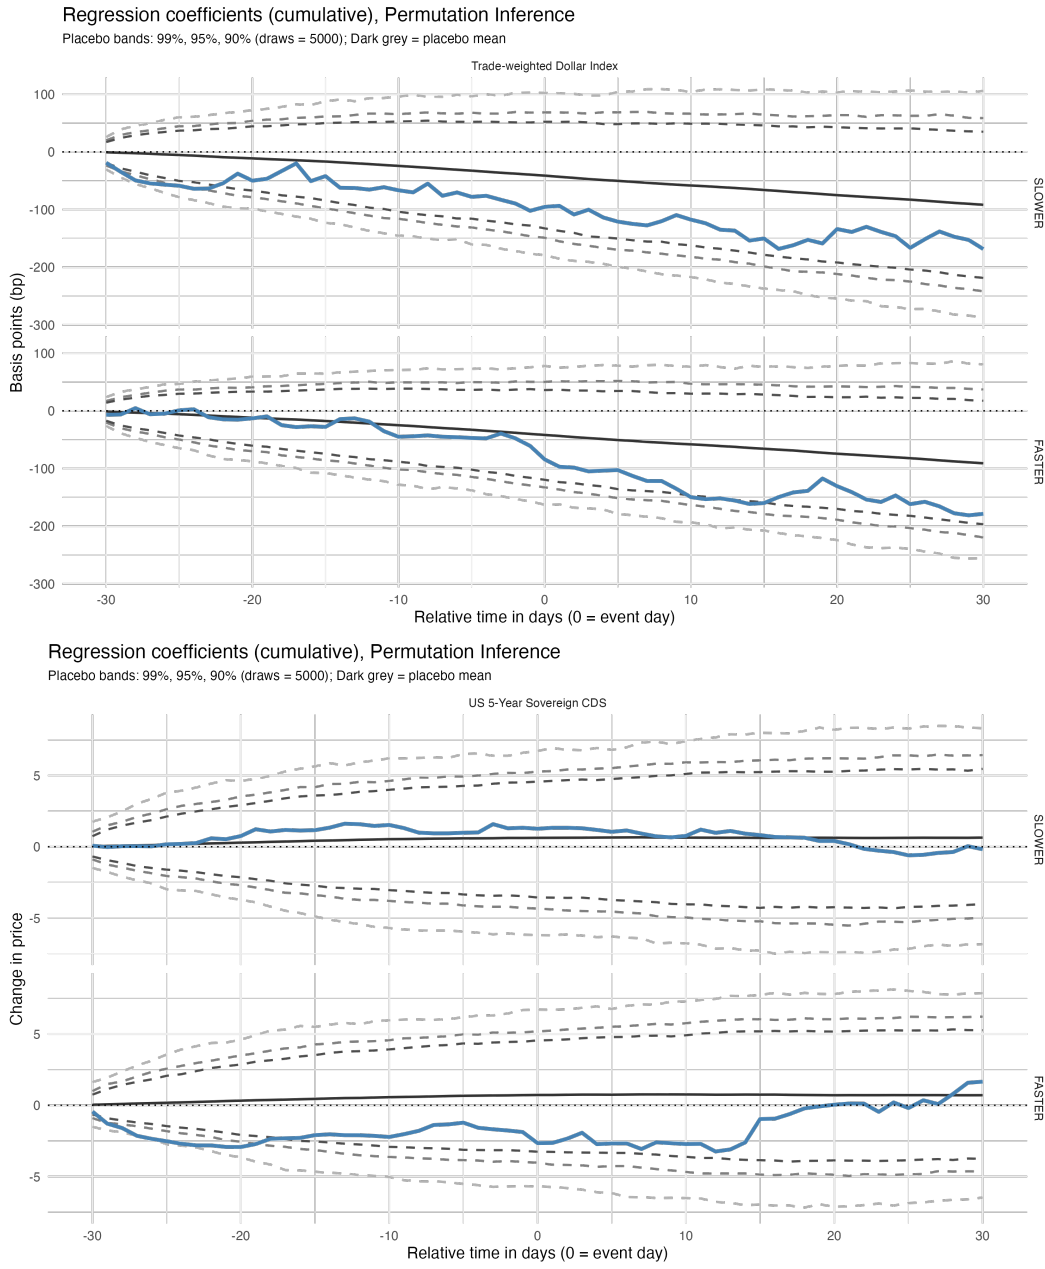 Regression coefficients (cumulative), Permutation Inference
Placebo bands: 99%, 95%, 90% (draws = 5000); Dark grey = placebo mean
Trade-weighted Dollar Index
Basis points (bp)
100
0
-100
-200
-300
SLOWER
100
0
-100
-200
-300
FASTER
-30 -20 -10 0 10 20 30
Relative time in days (0 = event day)
Regression coefficients (cumulative), Permutation Inference
Placebo bands: 99%, 95%, 90% (draws = 5000); Dark grey = placebo mean
US 5-Year Sovereign CDS
Change in price
5
0
-5
SLOWER
5
0
-5
FASTER
-30 -20 -10 0 10 20 30
Relative time in days (0 = event day)